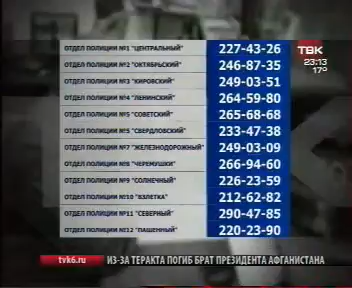 ОТДЕЛ ПОЛИЦИИ №1 "ЦЕНТРАЛЬНЫЙ" 227-43-26
ОТДЕЛ ПОЛИЦИИ №2 "ОКТЯБРЬСКИЙ" 246-87-35
ОТДЕЛ ПОЛИЦИИ №3 "КИРОВСКИЙ" 249-03-51
ОТДЕЛ ПОЛИЦИИ №4 "ЛЕНИНСКИЙ" 264-59-80
ОТДЕЛ ПОЛИЦИИ №5 "СОВЕТСКИЙ" 265-68-68
ОТДЕЛ ПОЛИЦИИ №6 "СВЕРДЛОВСКИЙ" 233-47-38
ОТДЕЛ ПОЛИЦИИ №7 "ЖЕЛЕЗНОДОРОЖНЫЙ" 249-03-09
ОТДЕЛ ПОЛИЦИИ №8 "ЧЕРЕМУШКИ" 266-94-60
ОТДЕЛ ПОЛИЦИИ №9 "СОЛНЕЧНЫЙ" 226-23-59
ОТДЕЛ ПОЛИЦИИ №10 "ВЗЛЕТКА" 212-62-82
ОТДЕЛ ПОЛИЦИИ №11 "СЕВЕРНЫЙ" 290-47-85
ОТДЕЛ ПОЛИЦИИ №12 "ПАШЕННЫЙ" 220-23-90
ТВК
23:13
17°
tvk6.ru ИЗ-ЗА ТЕРАКТА ПОГИБ БРАТ ПРЕЗИДЕНТА АФГАНИСТАНА